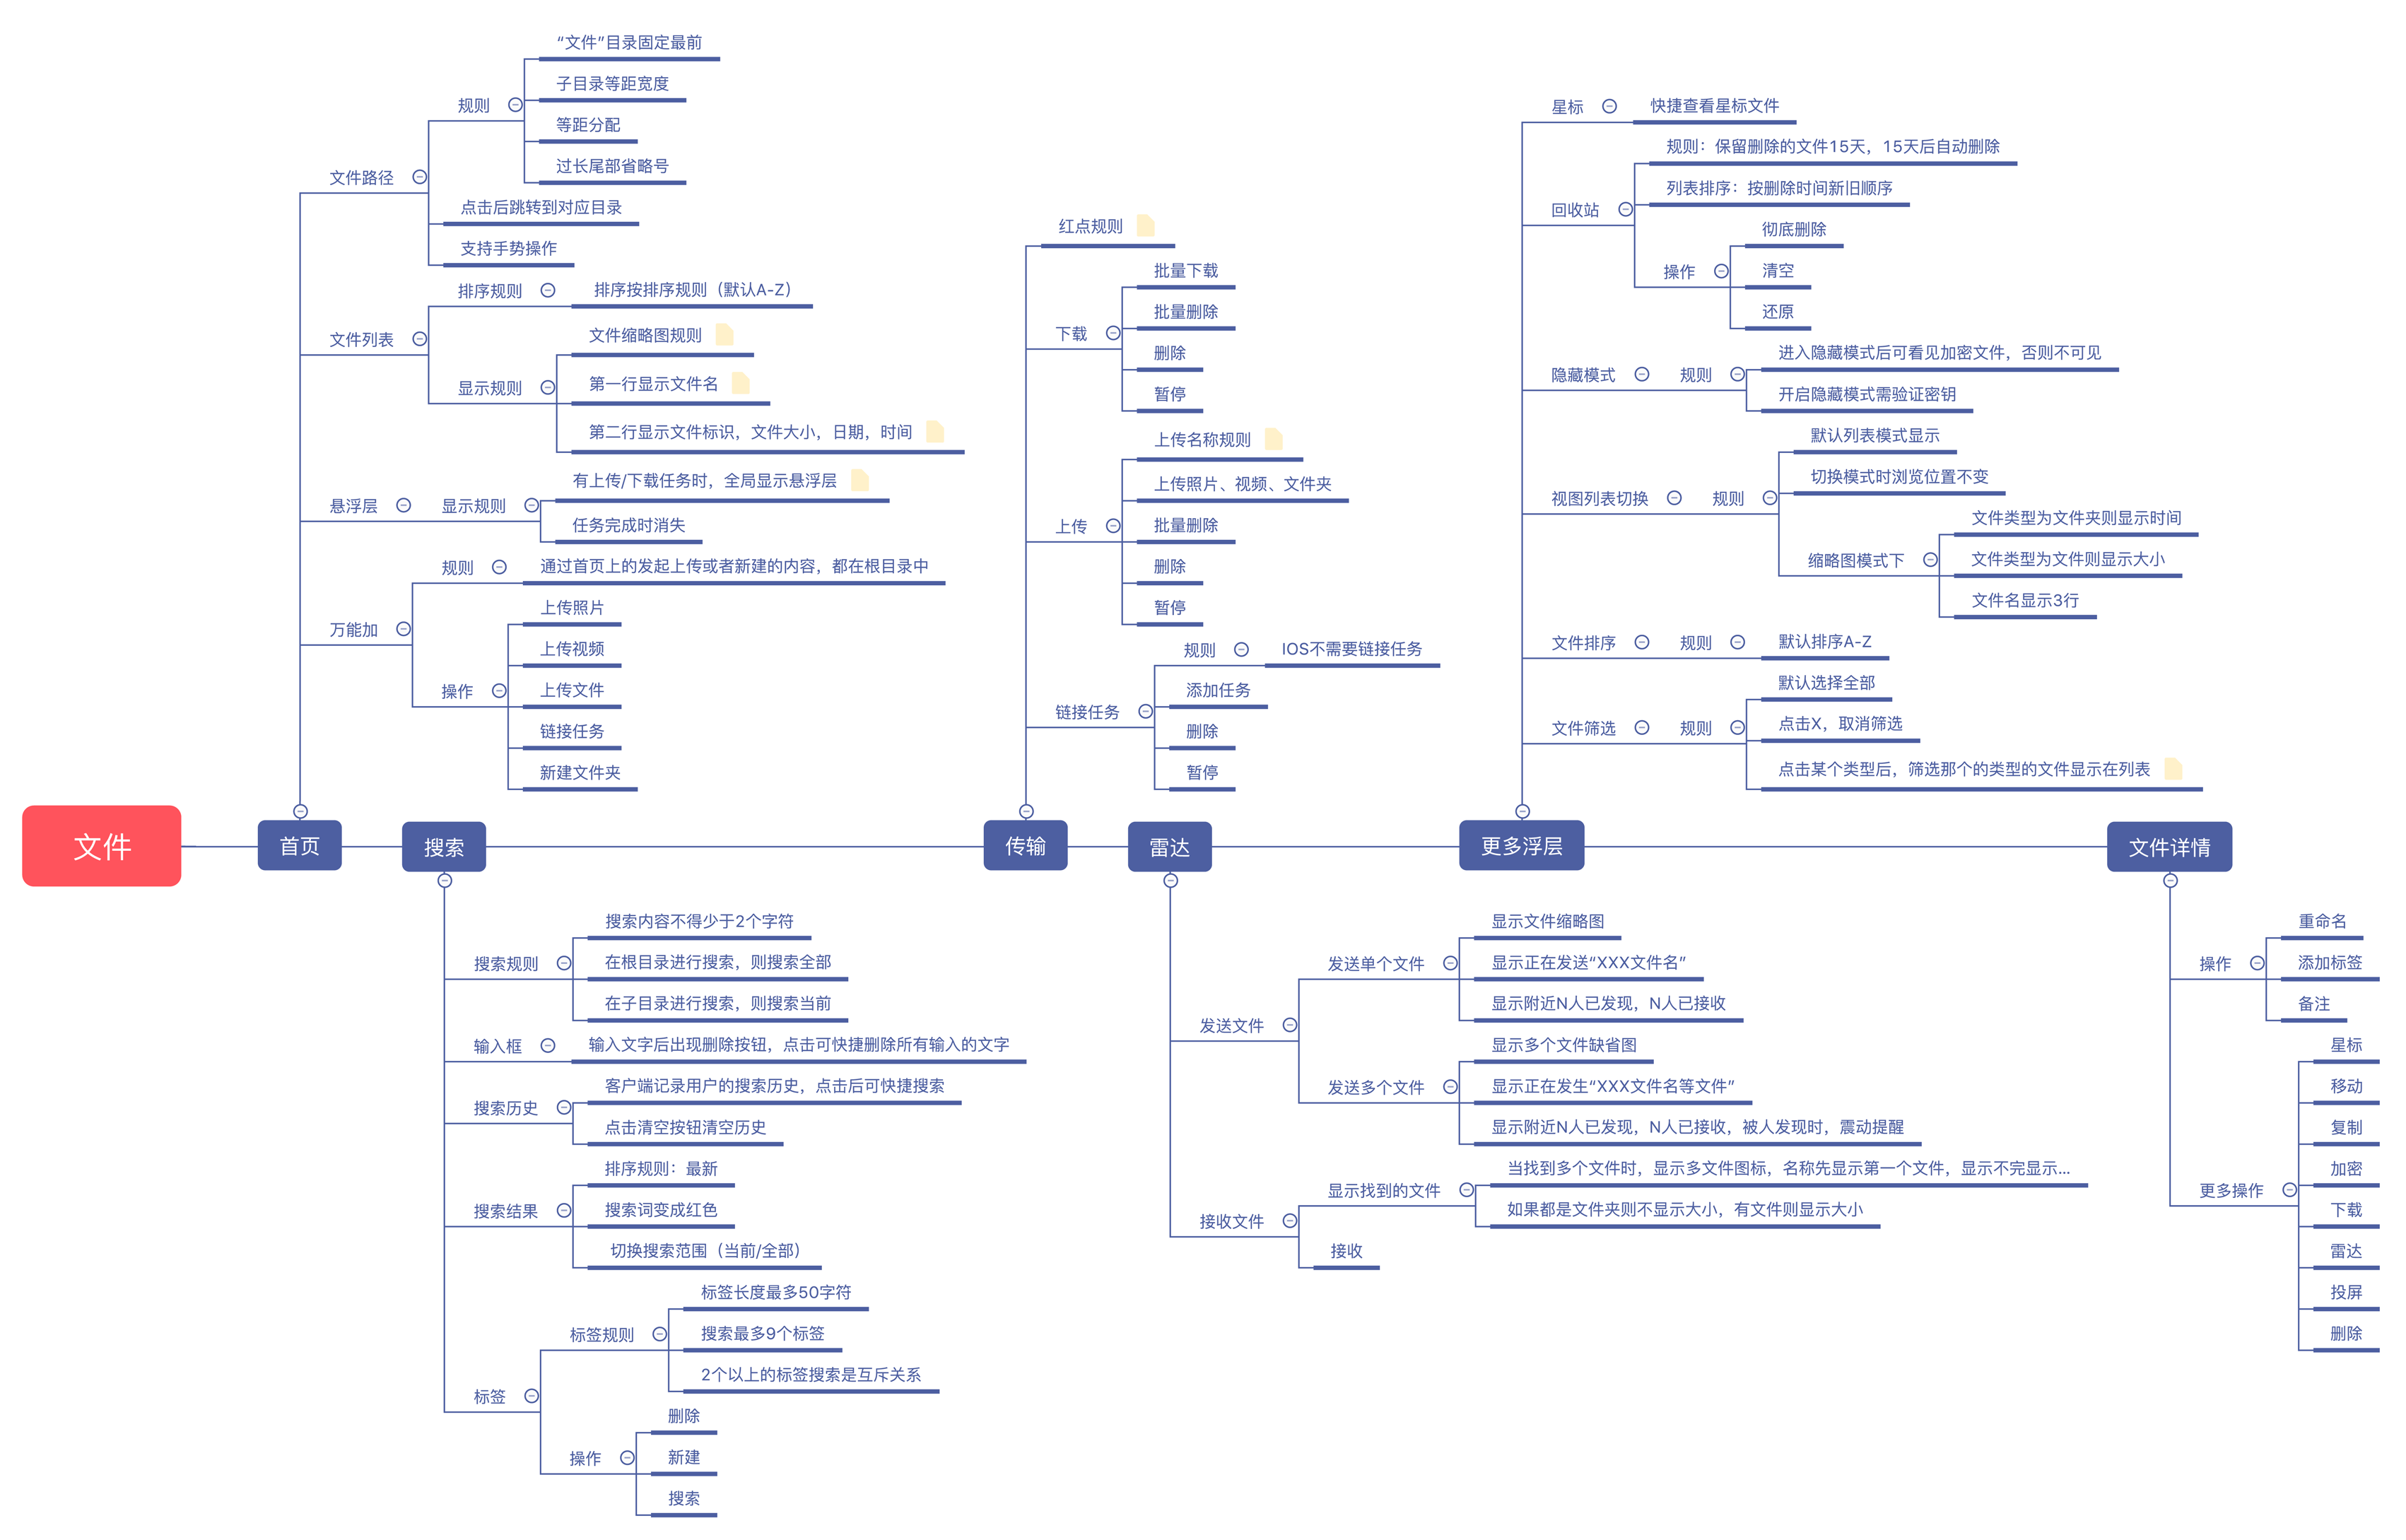 文件
首页
文件路径
规则
“文件”目录固定最前
子目录等距宽度
等距分配
过长尾部省略号
点击后跳转到对应目录
支持手势操作
文件列表
排序规则
排序按排序规则（默认A-Z）
显示规则
文件缩略图规则
第一行显示文件名
第二行显示文件标识，文件大小，日期，时间
悬浮层
显示规则
有上传/下载任务时，全局显示悬浮层
任务完成时消失
万能加
规则
通过首页上的发起上传或者新建的内容，都在根目录中
操作
上传照片
上传视频
上传文件
链接任务
新建文件夹
搜索
搜索规则
搜索内容不得少于2个字符
在根目录进行搜索，则搜索全部
在子目录进行搜索，则搜索当前
输入框
输入文字后出现删除按钮，点击可快捷删除所有输入的文字
搜索历史
客户端记录用户的搜索历史，点击后可快捷搜索
点击清空按钮清空历史
搜索结果
排序规则：最新
搜索词变成红色
切换搜索范围（当前/全部）
标签
标签规则
标签长度最多50字符
搜索最多9个标签
2个以上的标签搜索是互斥关系
操作
删除
新建
搜索
传输
红点规则
下载
批量下载
批量删除
删除
暂停
上传
上传名称规则
上传照片、视频、文件夹
批量删除
删除
暂停
链接任务
规则
IOS不需要链接任务
添加任务
删除
暂停
雷达
发送文件
发送单个文件
显示文件缩略图
显示正在发送“XXX文件名”
显示附近N人已发现，N人已接收
发送多个文件
显示多个文件缺省图
显示正在发生“XXX文件名等文件”
显示附近N人已发现，N人已接收，被人发现时，震动提醒
接收文件
显示找到的文件
当找到多个文件时，显示多文件图标，名称先显示第一个文件，显示不完显示...
如果都是文件夹则不显示大小，有文件则显示大小
接收
更多浮层
星标
快捷查看星标文件
回收站
规则：保留删除的文件15天，15天后自动删除
列表排序：按删除时间新旧顺序
操作
彻底删除
清空
还原
隐藏模式
规则
进入隐藏模式后可看见加密文件，否则不可见
开启隐藏模式需验证密钥
视图列表切换
规则
默认列表模式显示
切换模式时浏览位置不变
缩略图模式下
文件类型为文件夹则显示时间
文件类型为文件则显示大小
文件名显示3行
文件排序
规则
默认排序A-Z
文件筛选
规则
默认选择全部
点击X，取消筛选
点击某个类型后，筛选那个的类型的文件显示在列表
文件详情
操作
重命名
添加标签
备注
更多操作
星标
移动
复制
加密
下载
雷达
投屏
删除